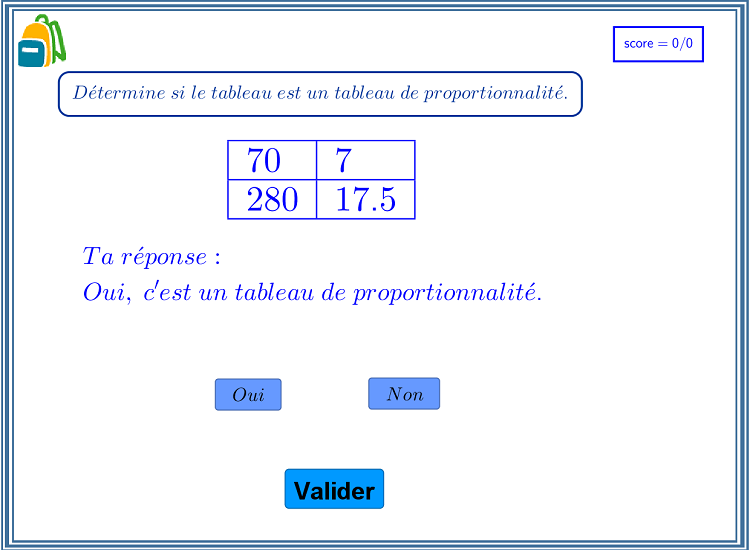 score = 0/0
Détermine si le tableau est un tableau de proportionnalité.
70 7
280 17.5
Ta réponse :
Oui, c'est un tableau de proportionnalité.
Oui Non
Valider